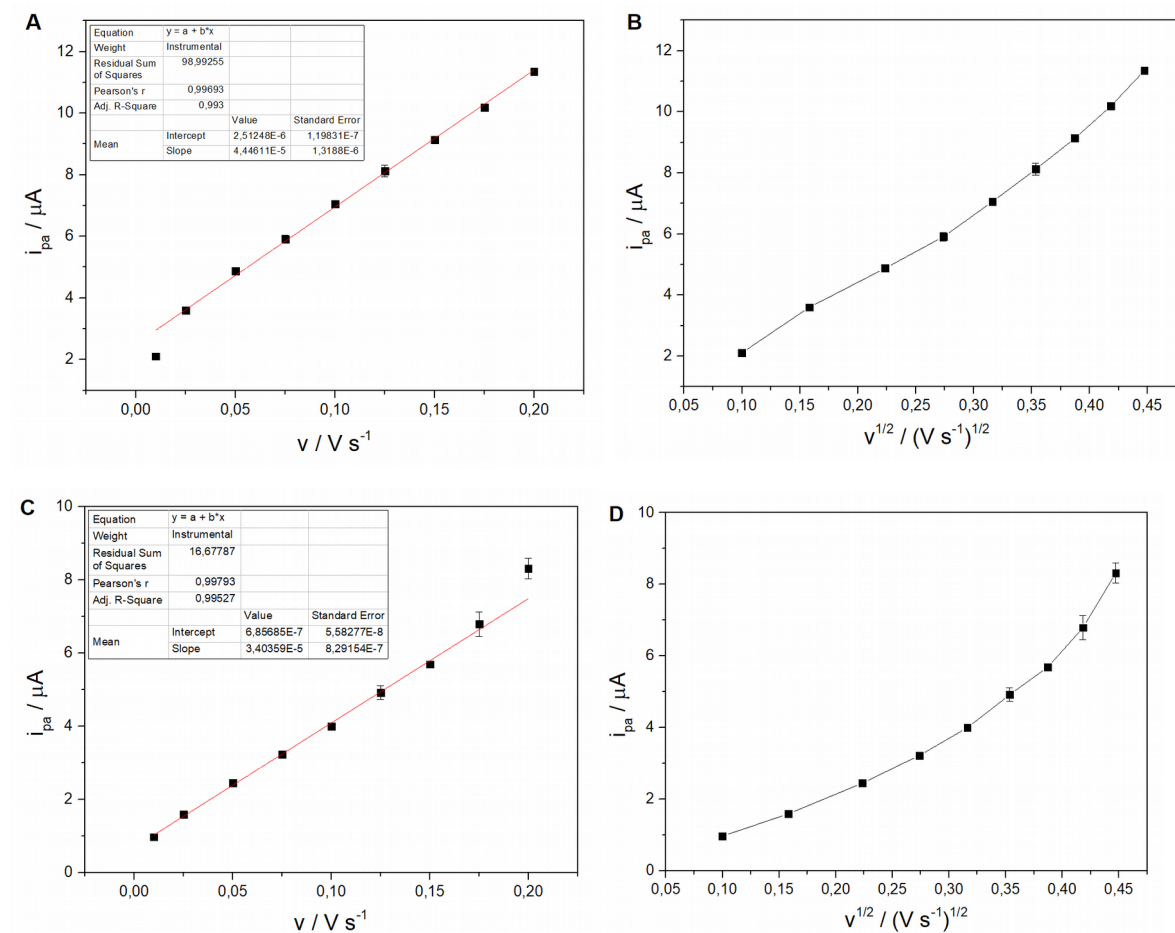 A
Equation y = a + b*x
Weight Instrumental
Residual Sum
of Squares 98,99255
Pearson's r 0,99693
Adj. R-Square 0,993
Value Standard Error
Mean Intercept 2,51248E-6 1,19831E-7
Slope 4,44611E-5 1,3188E-6
12
10
8
6
4
2
i_pa / μA
0,00 0,05 0,10 0,15 0,20
v / V s⁻¹
B
12
10
8
6
4
2
i_pa / μA
0,05 0,10 0,15 0,20 0,25 0,30 0,35 0,40 0,45
v^1/2 / (V s⁻¹)^1/2
C
Equation y = a + b*x
Weight Instrumental
Residual Sum
of Squares 16,67787
Pearson's r 0,99793
Adj. R-Square 0,99527
Value Standard Error
Mean Intercept 6,85685E-7 5,58277E-8
Slope 3,40359E-5 8,29154E-7
10
8
6
4
2
0
i_pa / μA
0,00 0,05 0,10 0,15 0,20
v / V s⁻¹
D
10
8
6
4
2
0
i_pa / μA
0,05 0,10 0,15 0,20 0,25 0,30 0,35 0,40 0,45
v^1/2 / (V s⁻¹)^1/2